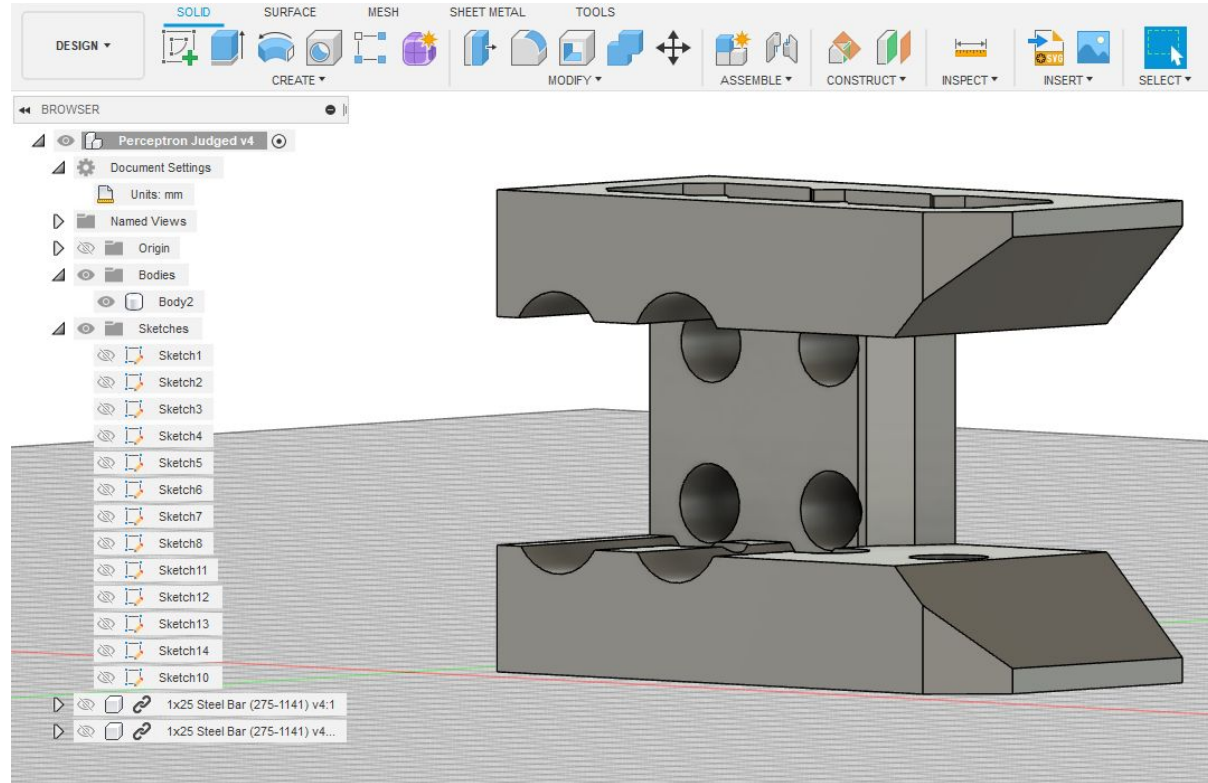 SOLID SURFACE MESH SHEET METAL TOOLS
DESIGN ▾
CREATE ▾ MODIFY ▾ ASSEMBLE ▾ CONSTRUCT ▾ INSPECT ▾ INSERT ▾ SELECT ▾
SVG
BROWSER
Perceptron Judged v4
Document Settings
Units: mm
Named Views
Origin
Bodies
Body2
Sketches
Sketch1
Sketch2
Sketch3
Sketch4
Sketch5
Sketch6
Sketch7
Sketch8
Sketch11
Sketch12
Sketch13
Sketch14
Sketch10
1x25 Steel Bar (275-1141) v4:1
1x25 Steel Bar (275-1141) v4...